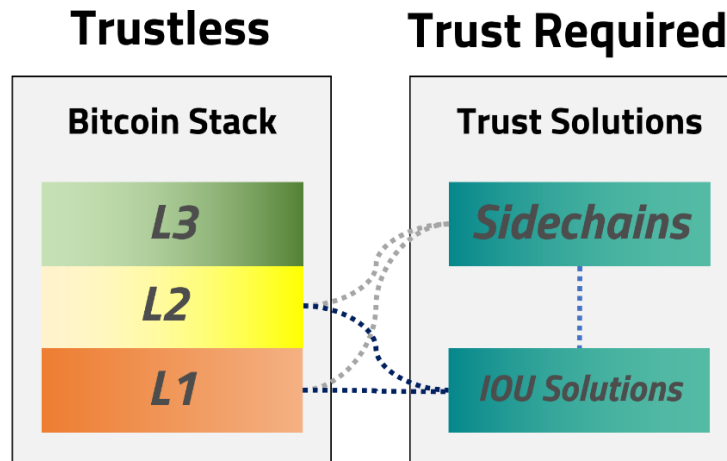 Trustless
Trust Required
Bitcoin Stack
Trust Solutions
L3
Sidechains
L2
L1
IOU Solutions